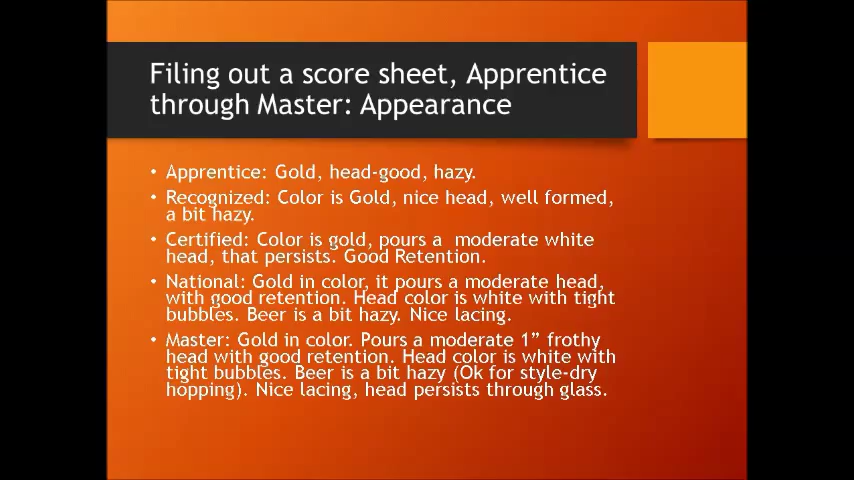 Filing out a score sheet, Apprentice
through Master: Appearance
• Apprentice: Gold, head-good, hazy.
• Recognized: Color is Gold, nice head, well formed,
a bit hazy.
• Certified: Color is gold, pours a  moderate white
head, that persists. Good Retention.
• National: Gold in color, it pours a moderate head,
with good retention. Head color is white with tight
bubbles. Beer is a bit hazy. Nice lacing.
• Master: Gold in color. Pours a moderate 1” frothy
head with good retention. Head color is white with
tight bubbles. Beer is a bit hazy (Ok for style-dry
hopping). Nice lacing, head persists through glass.